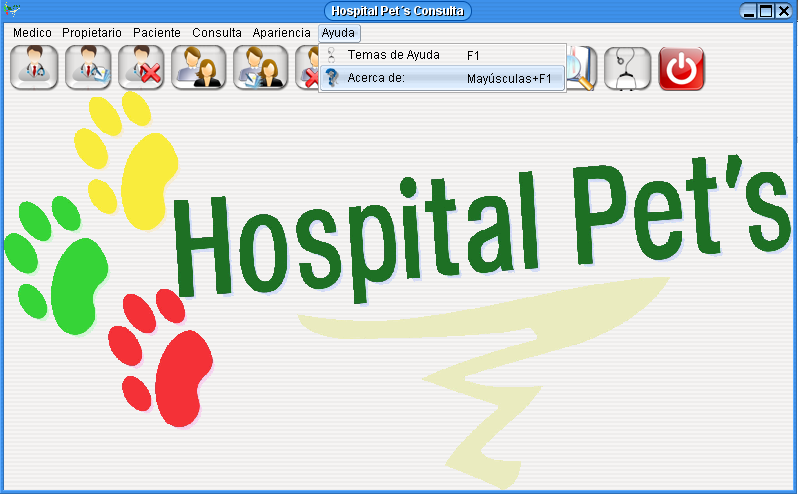 Hospital Pet´s Consulta
Medico Propietario Paciente Consulta Apariencia Ayuda
Temas de Ayuda F1
Acerca de: Mayúsculas+F1
Hospital Pet's